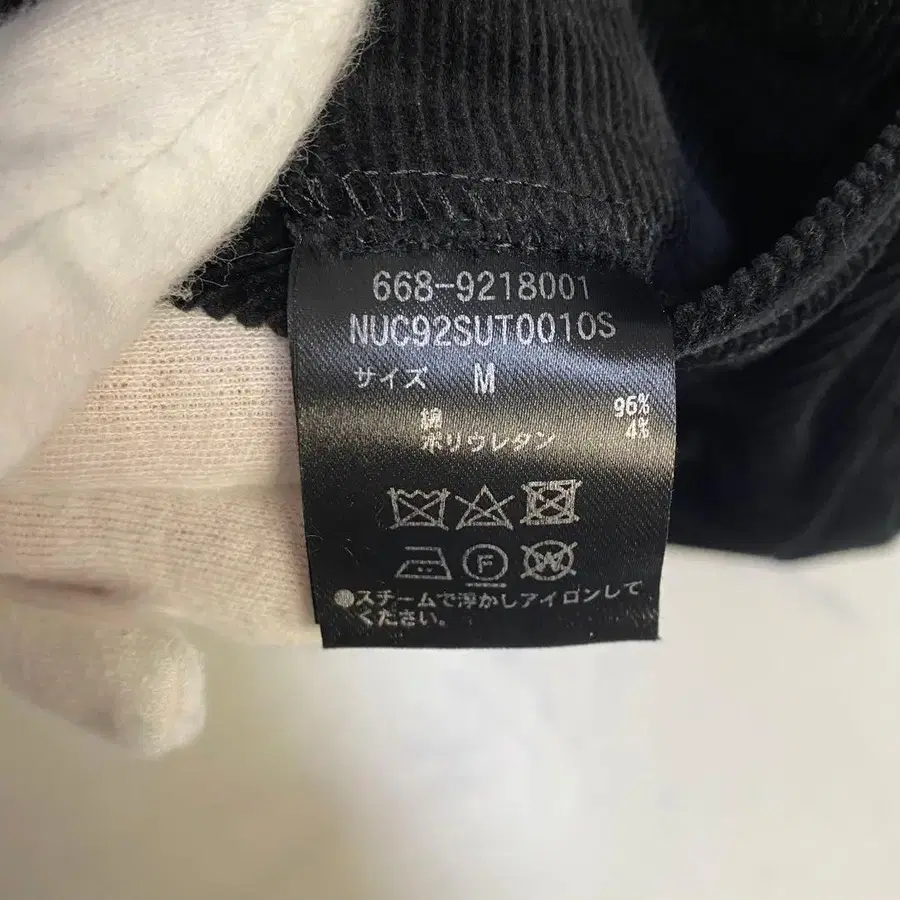 668-9218001
NUC92SUT0010S
サイズ M
綿 96%
ポリウレタン 4%
F W
●スチームで浮かしアイロンして
ください。